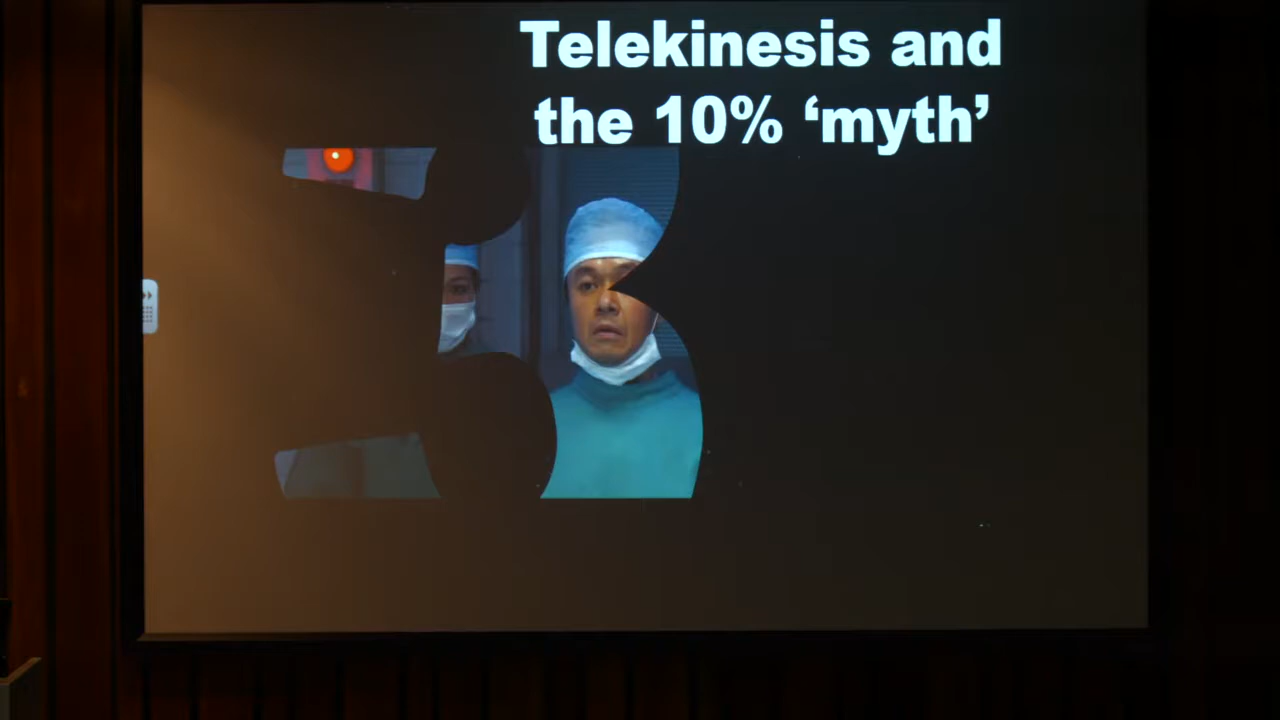 Telekinesis and
the 10% ‘myth’